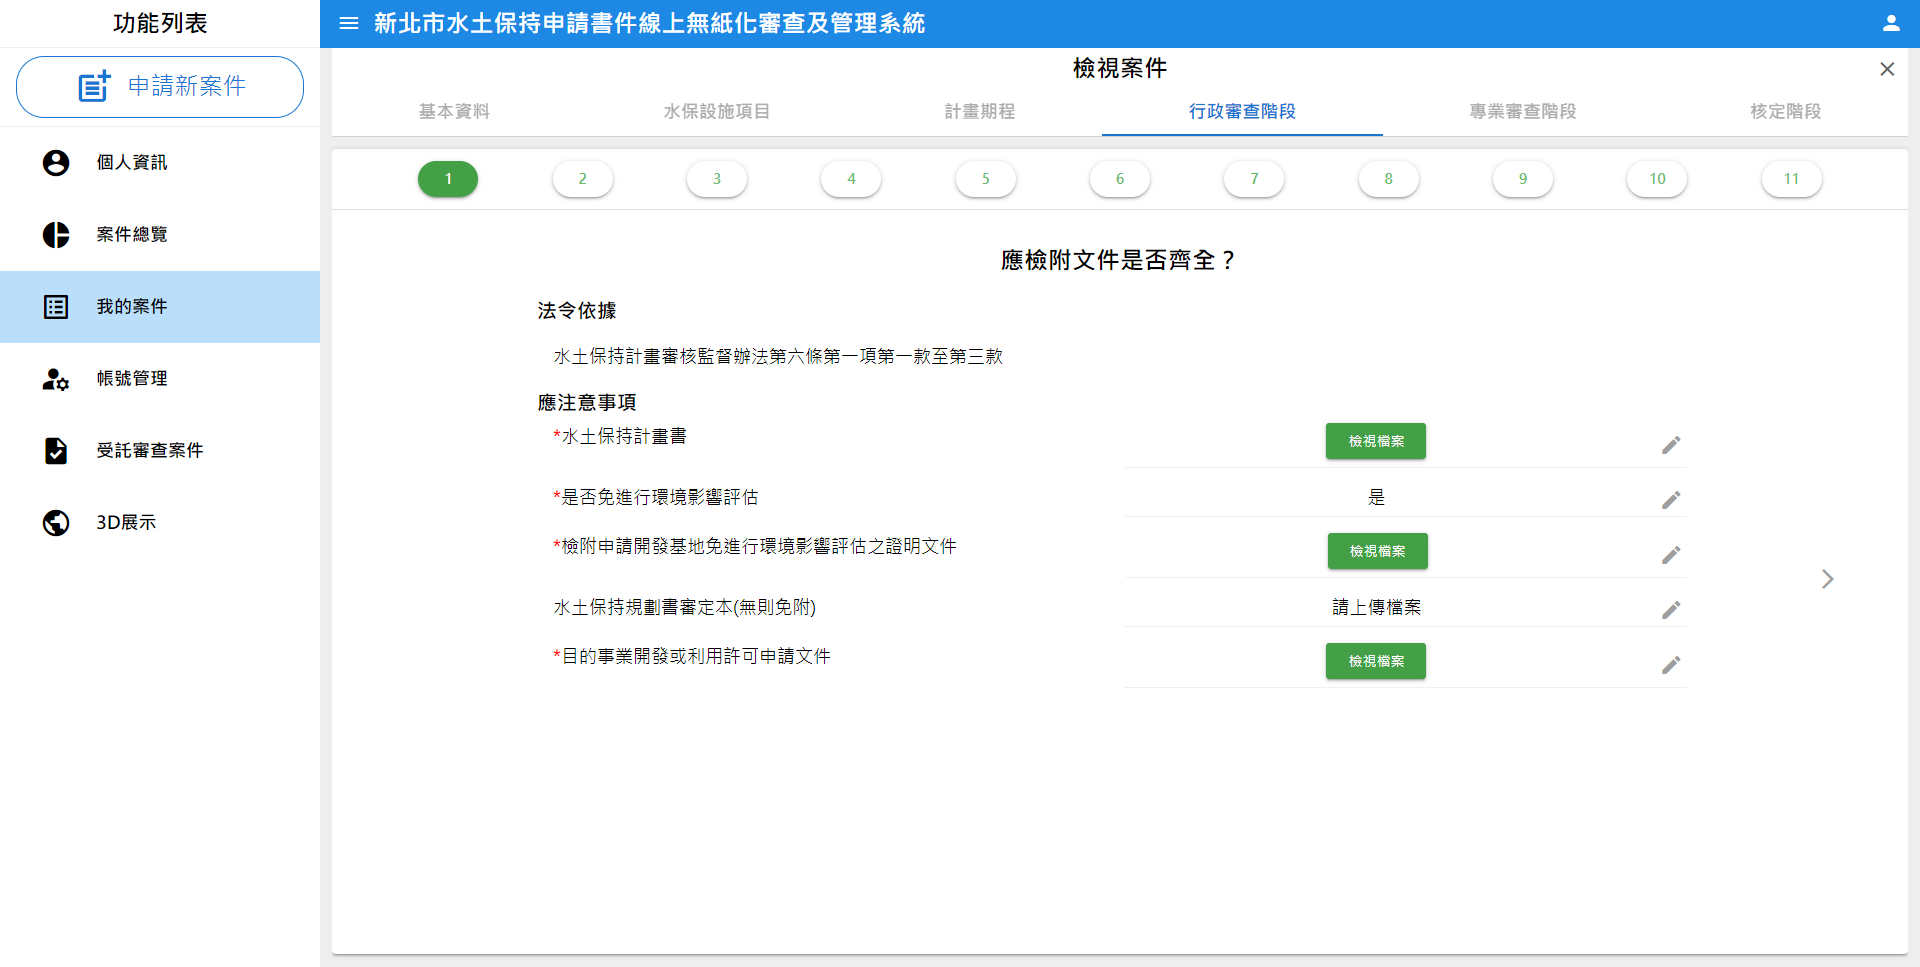 功能列表
新北市水土保持申請書件線上無紙化審查及管理系統
申請新案件
個人資訊
案件總覽
我的案件
帳號管理
受託審查案件
3D展示
檢視案件
基本資料 水保設施項目 計畫期程 行政審查階段 專業審查階段 核定階段
1 2 3 4 5 6 7 8 9 10 11
應檢附文件是否齊全？
法令依據
水土保持計畫審核監督辦法第六條第一項第一款至第三款
應注意事項
*水土保持計畫書 檢視檔案
*是否免進行環境影響評估 是
*檢附申請開發基地免進行環境影響評估之證明文件 檢視檔案
水土保持規劃書審定本(無則免附) 請上傳檔案
*目的事業開發或利用許可申請文件 檢視檔案